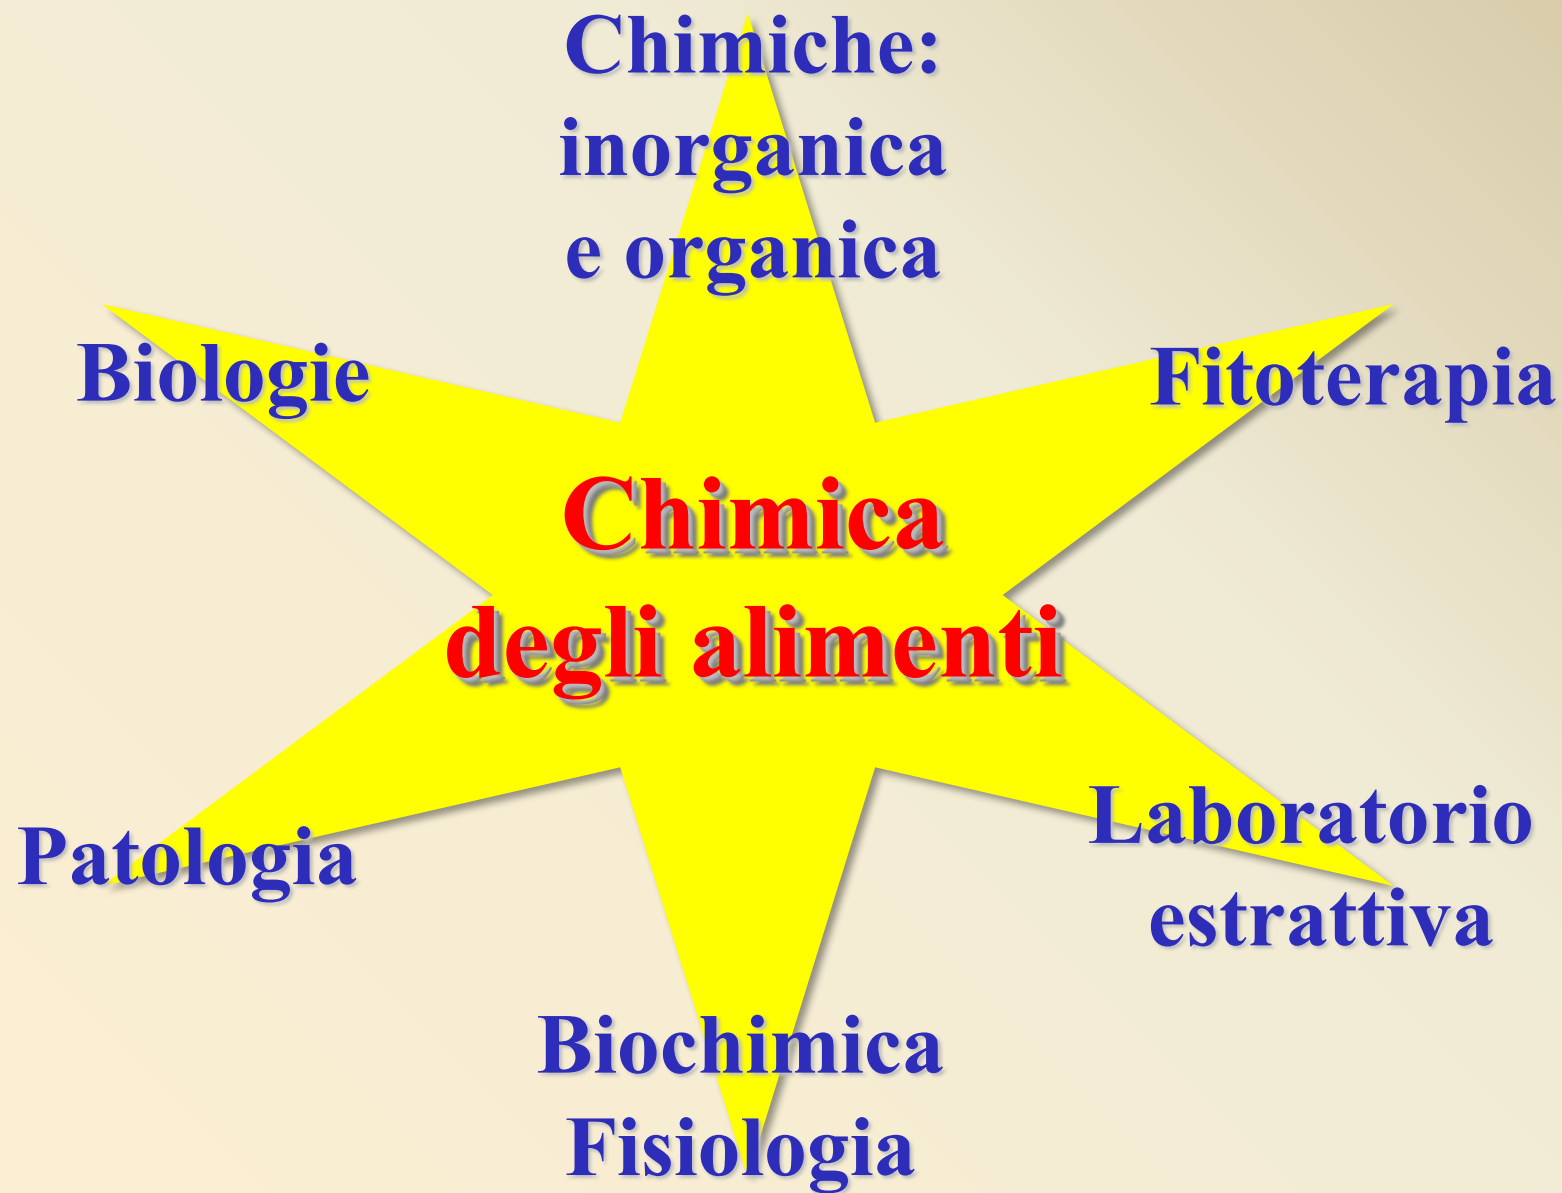 Chimiche:
inorganica
e organica
Biologie
Fitoterapia
Chimica
degli alimenti
Patologia
Laboratorio
estrattiva
Biochimica
Fisiologia